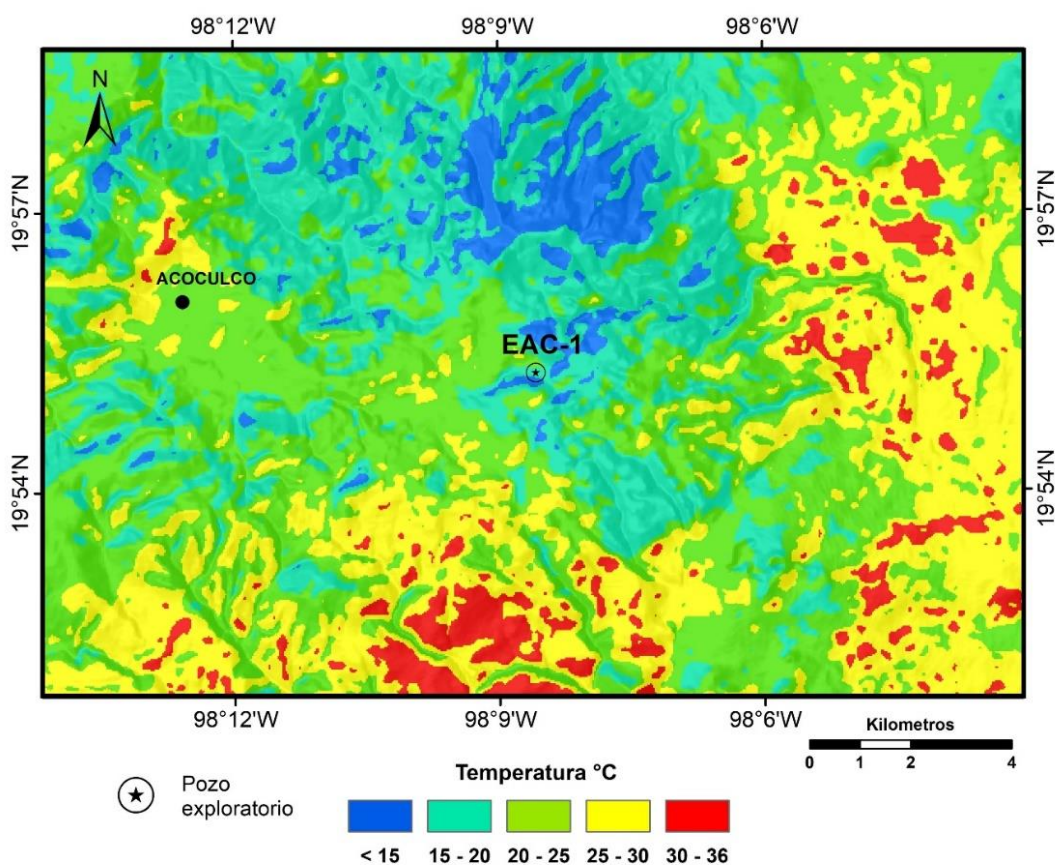 98°12'W 98°9'W 98°6'W
N
19°57'N 19°57'N
ACOCULCO
EAC-1
19°54'N 19°54'N
98°12'W 98°9'W 98°6'W
Kilometros
0 1 2 4
Pozo
exploratorio
Temperatura °C
< 15 15 - 20 20 - 25 25 - 30 30 - 36